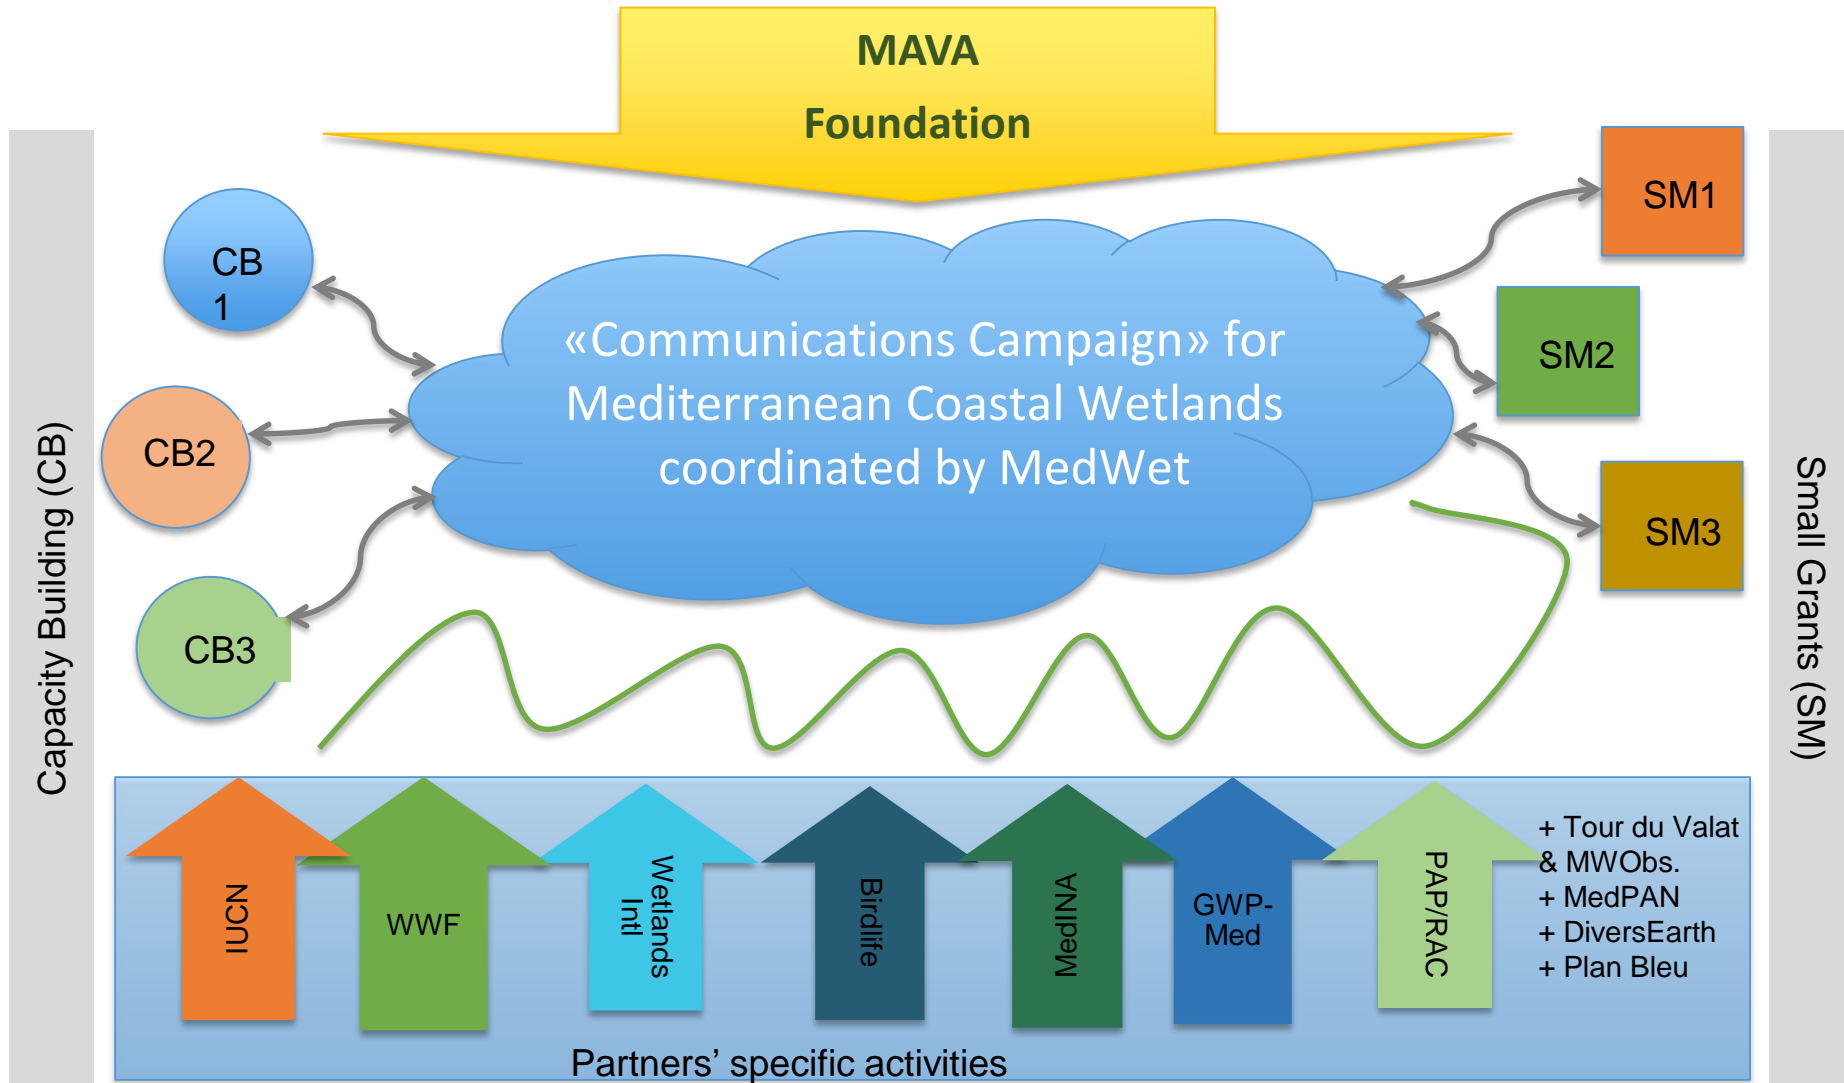 MAVA
Foundation
Capacity Building (CB)
CB
1
CB2
CB3
«Communications Campaign» for
Mediterranean Coastal Wetlands
coordinated by MedWet
SM1
SM2
SM3
Small Grants (SM)
IUCN
WWF
Wetlands
Intl
Birdlife
MedINA
GWP-
Med
PAP/RAC
+ Tour du Valat
& MWObs.
+ MedPAN
+ DiversEarth
+ Plan Bleu
Partners’ specific activities